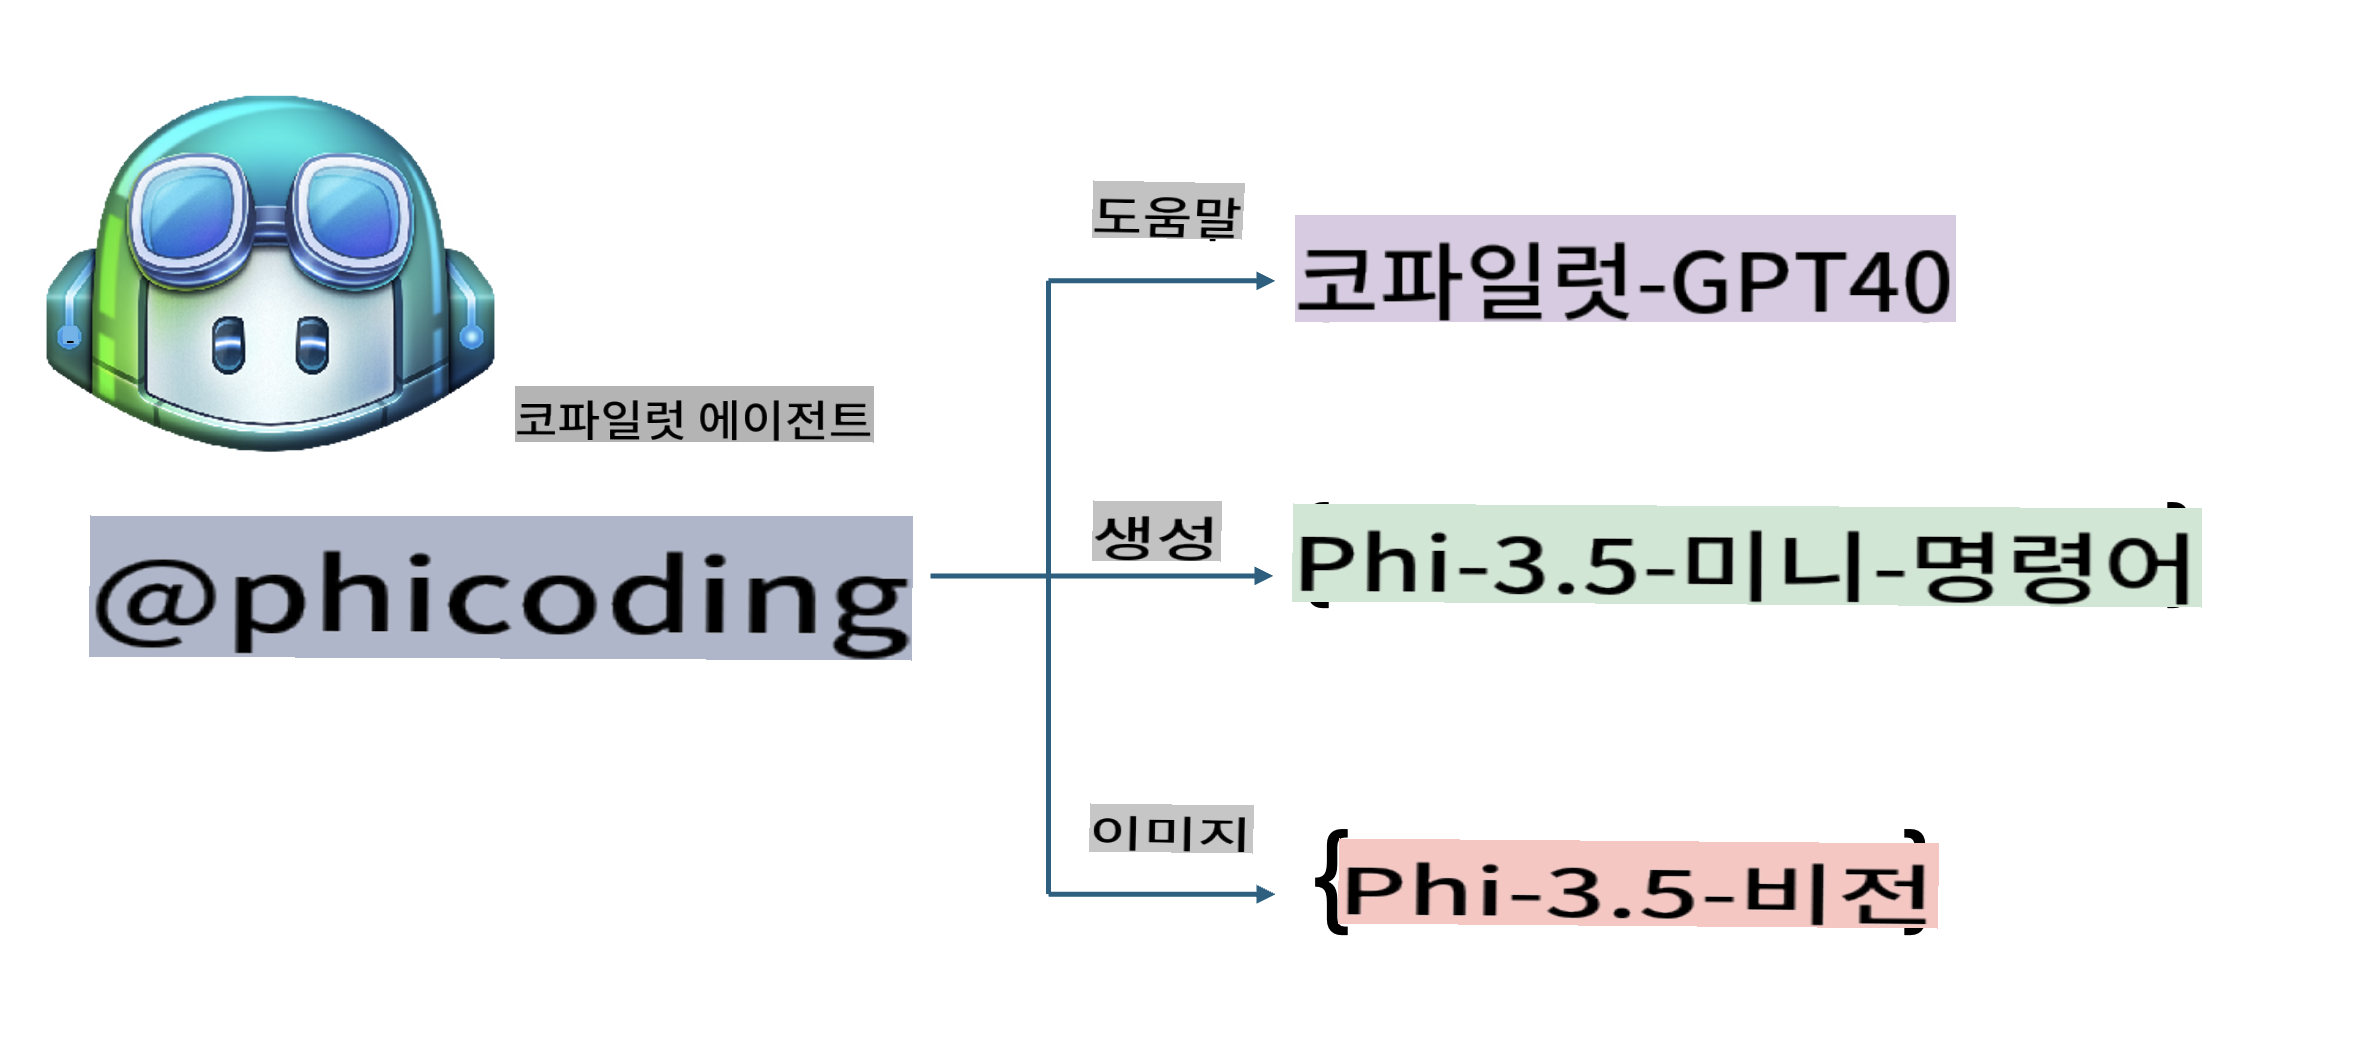 코파일럿 에이전트
@phicoding
도움말
코파일럿-GPT40
생성
Phi-3.5-미니-명령어
이미지
{Phi-3.5-비전}